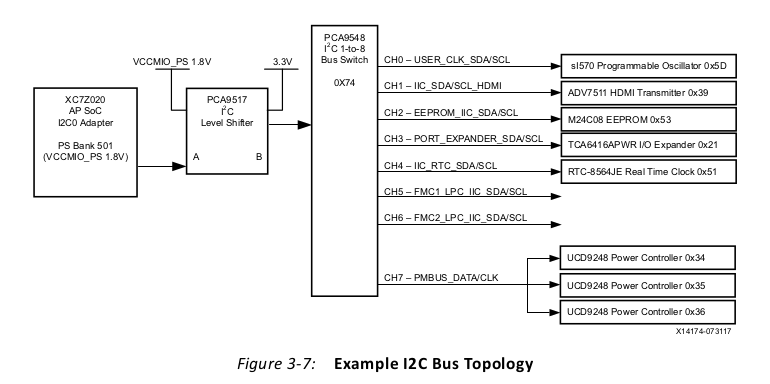 VCCMIO_PS 1.8V
3.3V
XC7Z020
AP SoC
I2C0 Adapter
PS Bank 501
(VCCMIO_PS 1.8V)
PCA9517
I2C
Level Shifter
A
B
PCA9548
I2C 1-to-8
Bus Switch
0X74
CH0 – USER_CLK_SDA/SCL
sI570 Programmable Oscillator 0x5D
CH1 – IIC_SDA/SCL_HDMI
ADV7511 HDMI Transmitter 0x39
CH2 – EEPROM_IIC_SDA/SCL
M24C08 EEPROM 0x53
CH3 – PORT_EXPANDER_SDA/SCL
TCA6416APWR I/O Expander 0x21
CH4 – IIC_RTC_SDA/SCL
RTC-8564JE Real Time Clock 0x51
CH5 – FMC1_LPC_IIC_SDA/SCL
CH6 – FMC2_LPC_IIC_SDA/SCL
CH7 – PMBUS_DATA/CLK
UCD9248 Power Controller 0x34
UCD9248 Power Controller 0x35
UCD9248 Power Controller 0x36
X14174-073117
Figure 3-7: Example I2C Bus Topology